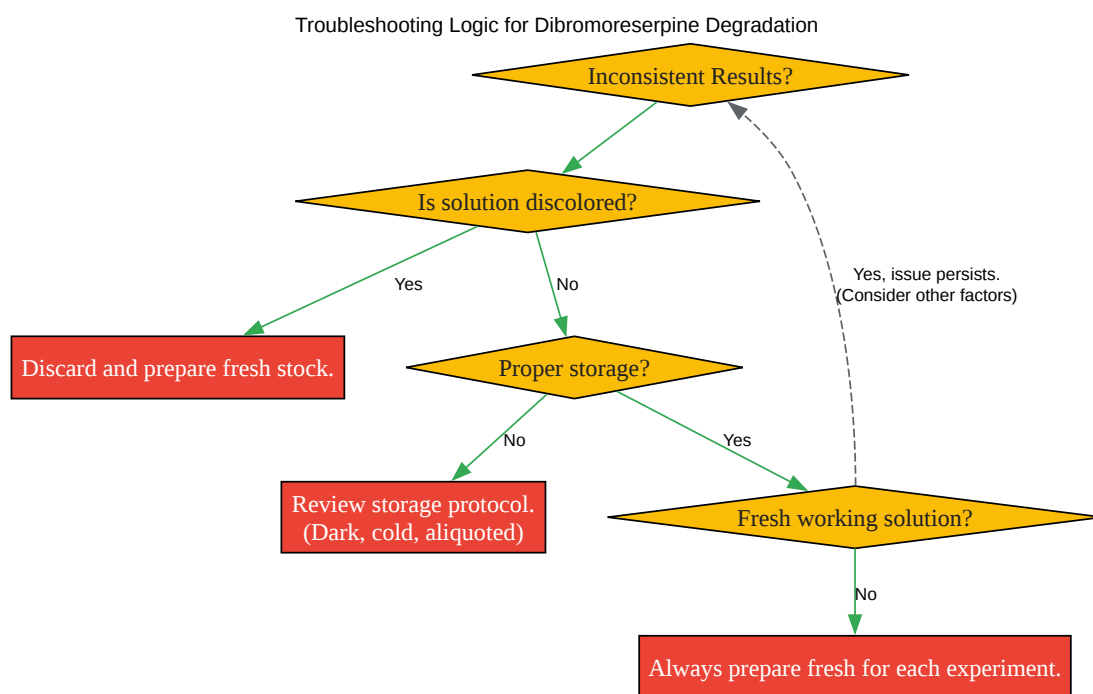 Troubleshooting Logic for Dibromoreserpine Degradation
Inconsistent Results?
Is solution discolored?
Yes
No
Yes, issue persists.
(Consider other factors)
Discard and prepare fresh stock.
Proper storage?
No
Yes
Review storage protocol.
(Dark, cold, aliquoted)
Fresh working solution?
No
Always prepare fresh for each experiment.